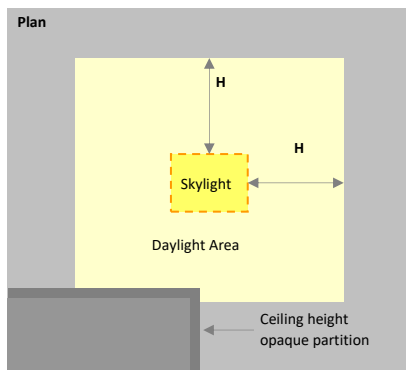 Plan
H
H
Skylight
Daylight Area
Ceiling height
opaque partition